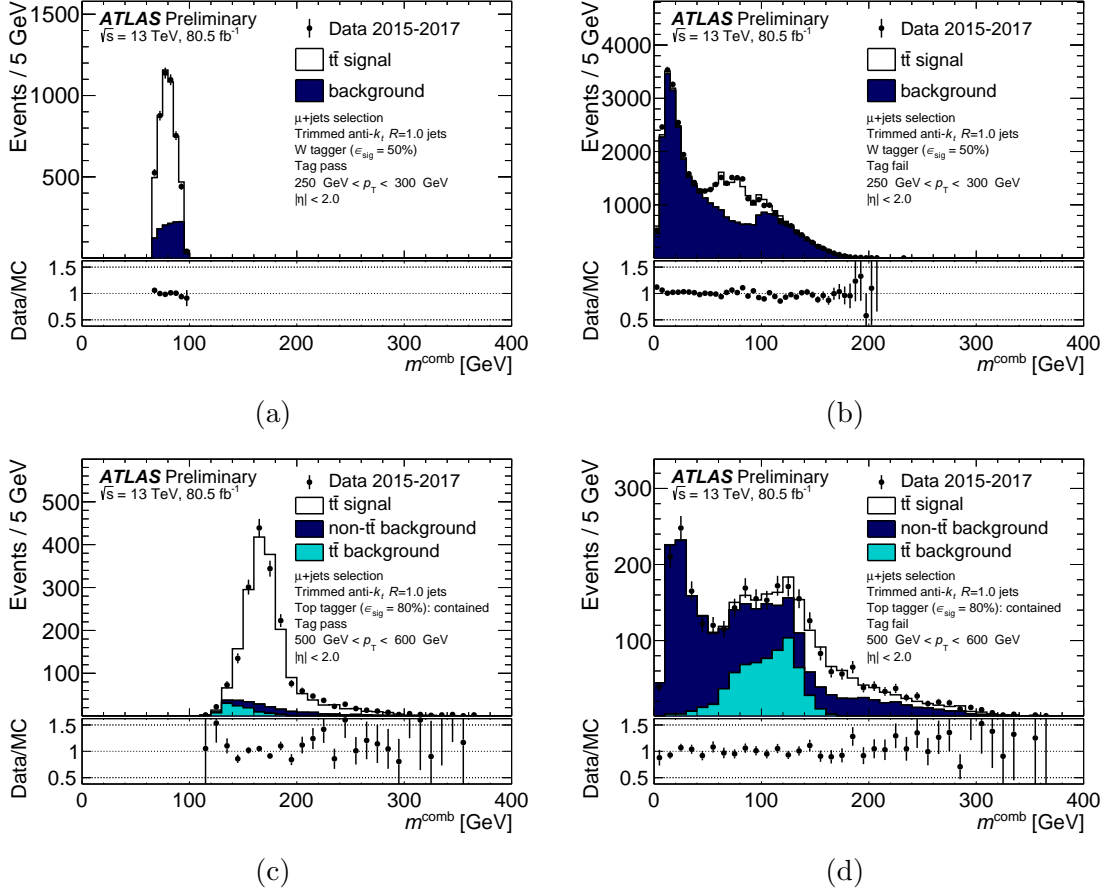 ATLAS Preliminary
√s = 13 TeV, 80.5 fb⁻¹
Data 2015-2017
tt̄ signal
background
μ+jets selection
Trimmed anti-kₜ R=1.0 jets
W tagger (ε_sig = 50%)
Tag pass
250 GeV < p_T < 300 GeV
|η| < 2.0
Events / 5 GeV
1500
1000
500
Data/MC
1.5
1
0.5
0 100 200 300 400
m^comb [GeV]
(a)
ATLAS Preliminary
√s = 13 TeV, 80.5 fb⁻¹
Data 2015-2017
tt̄ signal
background
μ+jets selection
Trimmed anti-kₜ R=1.0 jets
W tagger (ε_sig = 50%)
Tag fail
250 GeV < p_T < 300 GeV
|η| < 2.0
Events / 5 GeV
4000
3000
2000
1000
Data/MC
1.5
1
0.5
0 100 200 300 400
m^comb [GeV]
(b)
ATLAS Preliminary
√s = 13 TeV, 80.5 fb⁻¹
Data 2015-2017
tt̄ signal
non-tt̄ background
tt̄ background
μ+jets selection
Trimmed anti-kₜ R=1.0 jets
Top tagger (ε_sig = 80%): contained
Tag pass
500 GeV < p_T < 600 GeV
|η| < 2.0
Events / 5 GeV
500
400
300
200
100
Data/MC
1.5
1
0.5
0 100 200 300 400
m^comb [GeV]
(c)
ATLAS Preliminary
√s = 13 TeV, 80.5 fb⁻¹
Data 2015-2017
tt̄ signal
non-tt̄ background
tt̄ background
μ+jets selection
Trimmed anti-kₜ R=1.0 jets
Top tagger (ε_sig = 80%): contained
Tag fail
500 GeV < p_T < 600 GeV
|η| < 2.0
Events / 5 GeV
300
200
100
Data/MC
1.5
1
0.5
0 100 200 300 400
m^comb [GeV]
(d)